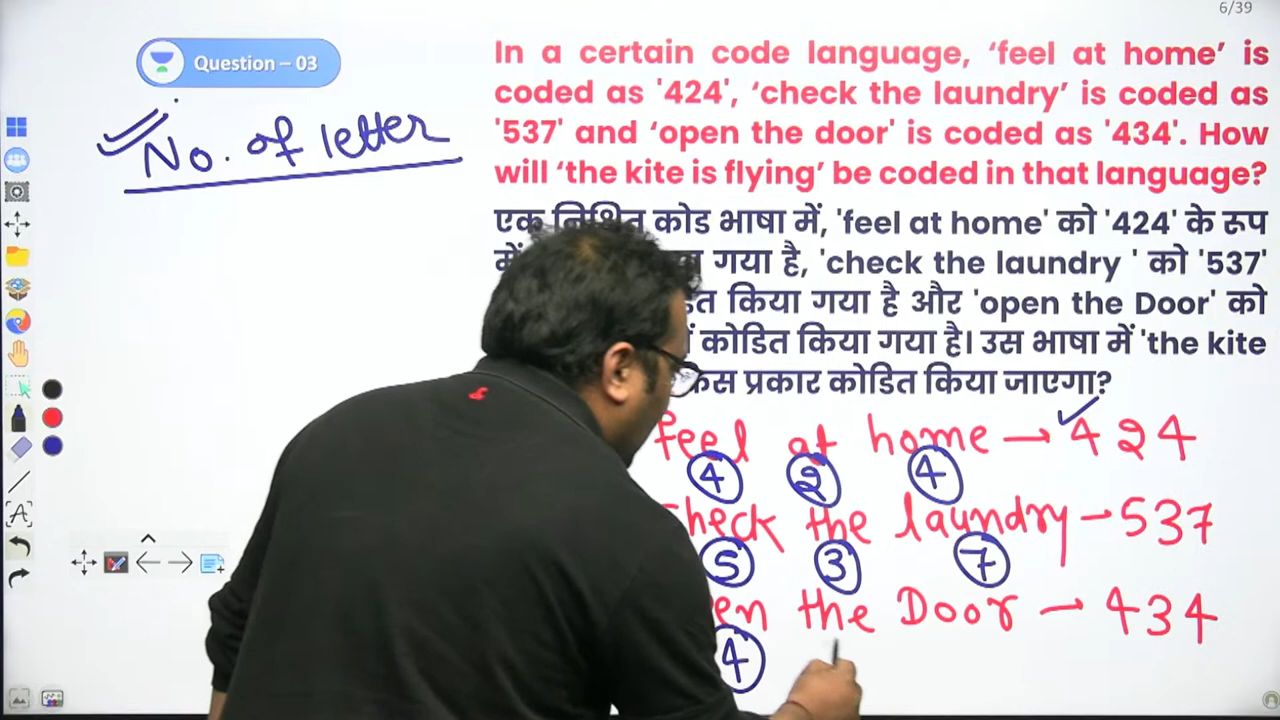 6/39
Question – 03
No. of letter
In a certain code language, ‘feel at home’ is
coded as '424', ‘check the laundry’ is coded as
'537' and ‘open the door' is coded as '434'. How
will ‘the kite is flying’ be coded in that language?
एक निश्चित कोड भाषा में, 'feel at home' को '424' के रूप
गया है, 'check the laundry ' को '537'
किया गया है और 'open the Door' को
कोडित किया गया है। उस भाषा में 'the kite
प्रकार कोडित किया जाएगा?
feel at home → 424
4 2 4
check the laundry – 537
5 3 7
the Door → 434
4